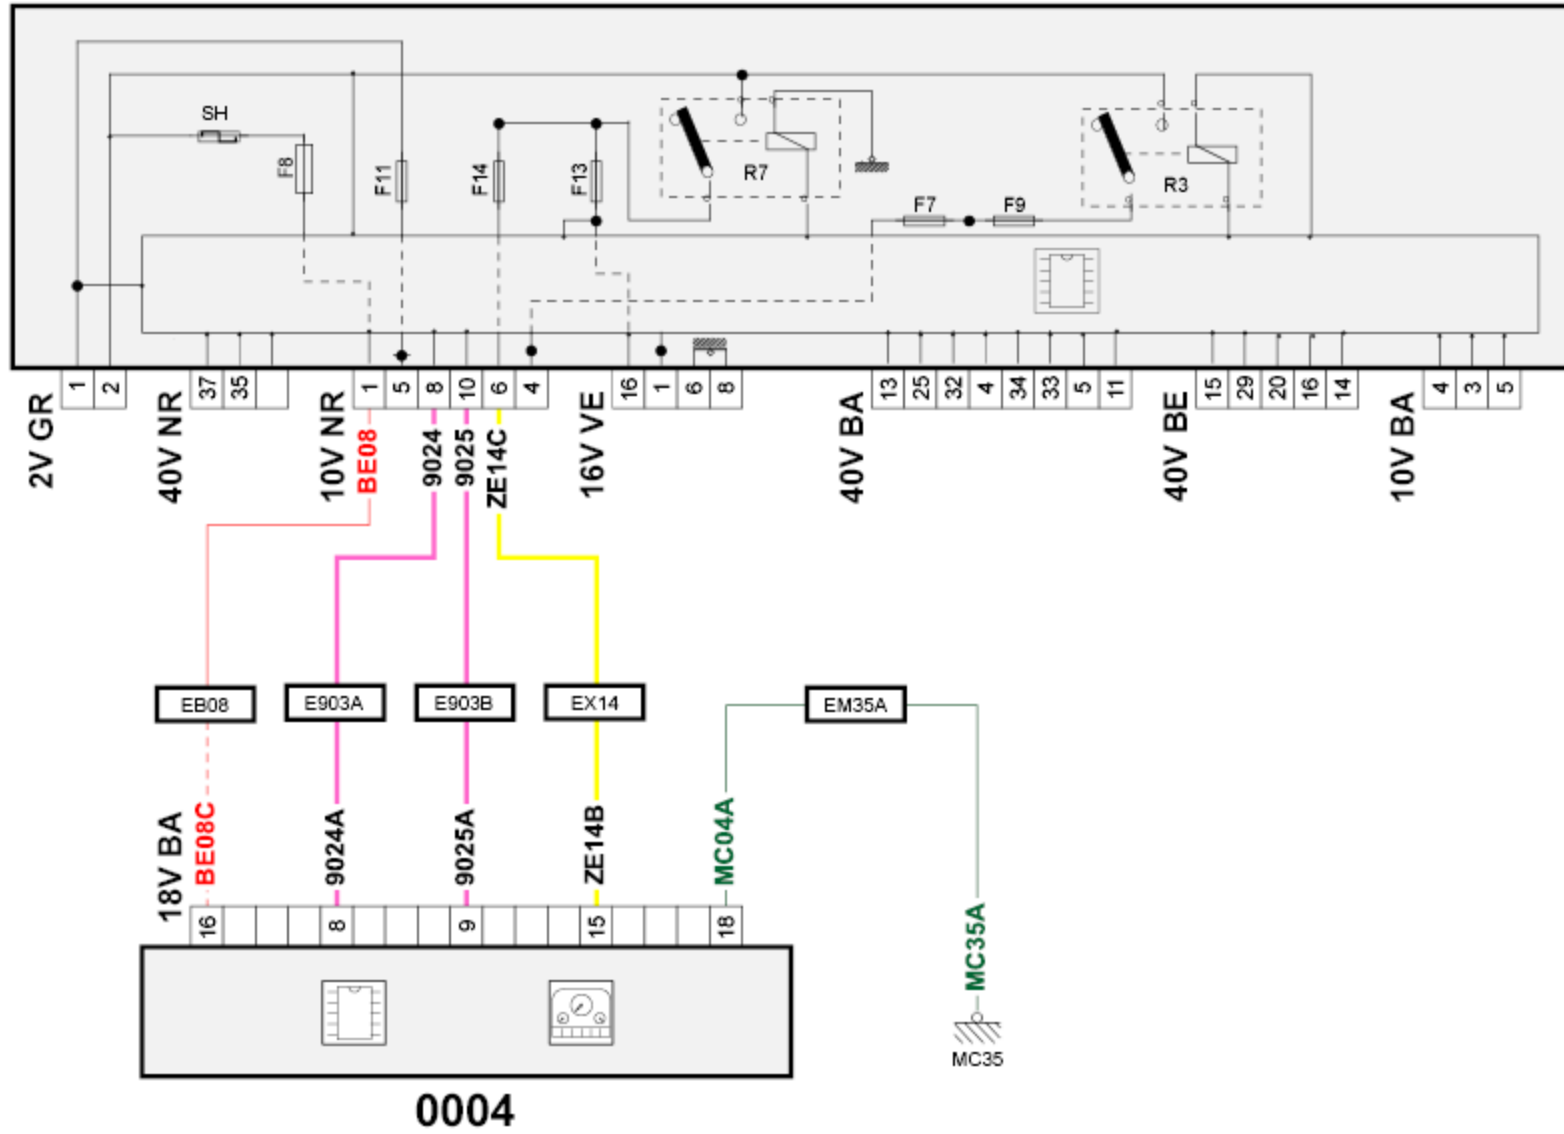 SH
F8
F11
F14
F13
R7
F7
F9
R3
2V GR
1
2
40V NR
37
35
10V NR
1
5
8
10
6
4
16V VE
16
1
6
8
40V BA
13
25
32
4
34
33
5
11
40V BE
15
29
20
16
14
10V BA
4
3
5
BE08
9024
9025
ZE14C
EB08
E903A
E903B
EX14
EM35A
18V BA
BE08C
9024A
9025A
ZE14B
MC04A
MC35A
16
8
9
15
18
MC35
0004